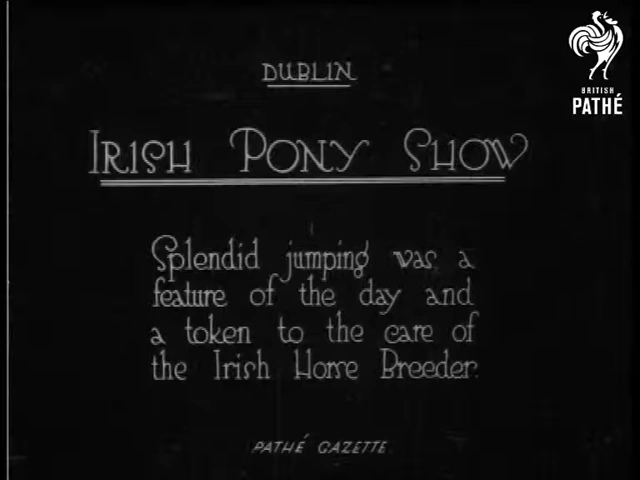 DUBLIN
IRISH PONY SHOW
Splendid jumping was a
feature of the day and
a token to the care of
the Irish Horse Breeder.
PATHÉ GAZETTE
BRITISH
PATHÉ